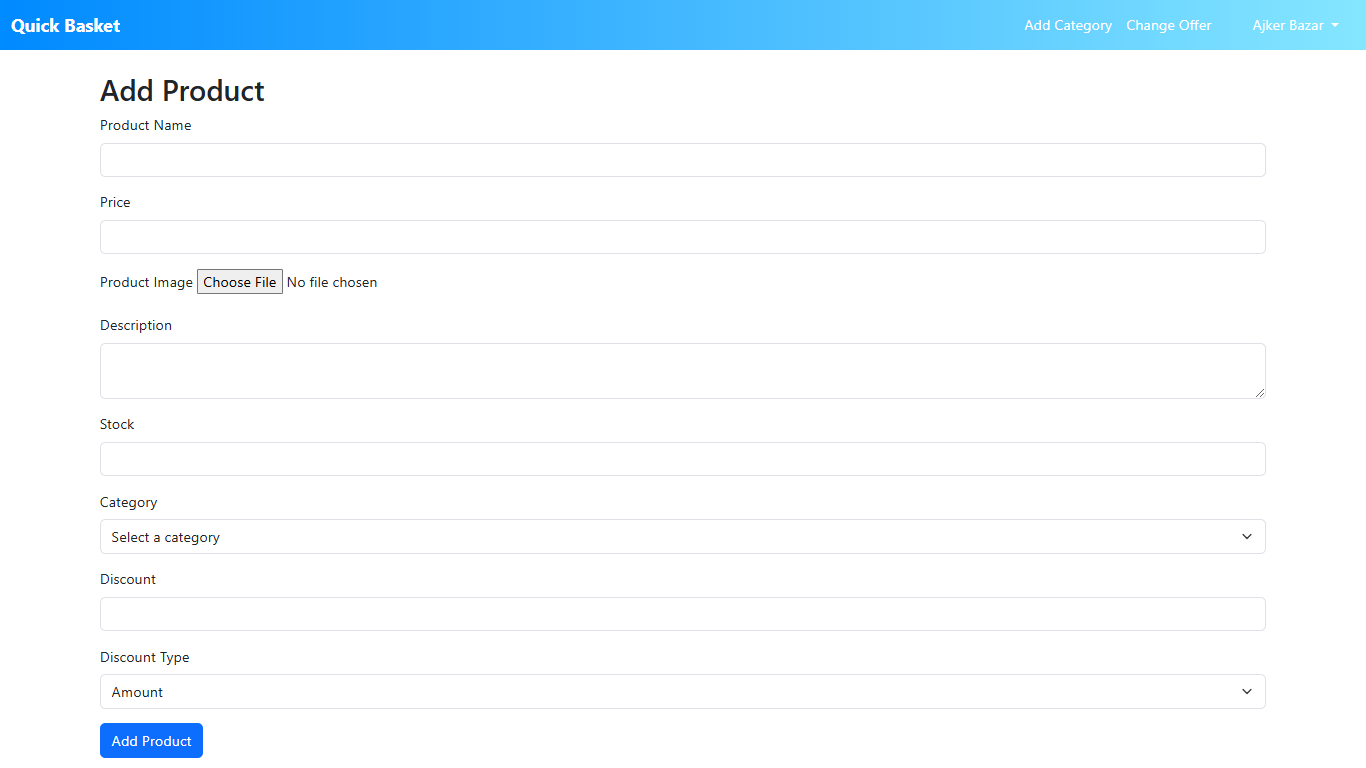 Quick Basket
Add Category Change Offer Ajker Bazar
Add Product
Product Name
Price
Product Image Choose File No file chosen
Description
Stock
Category
Select a category
Discount
Discount Type
Amount
Add Product